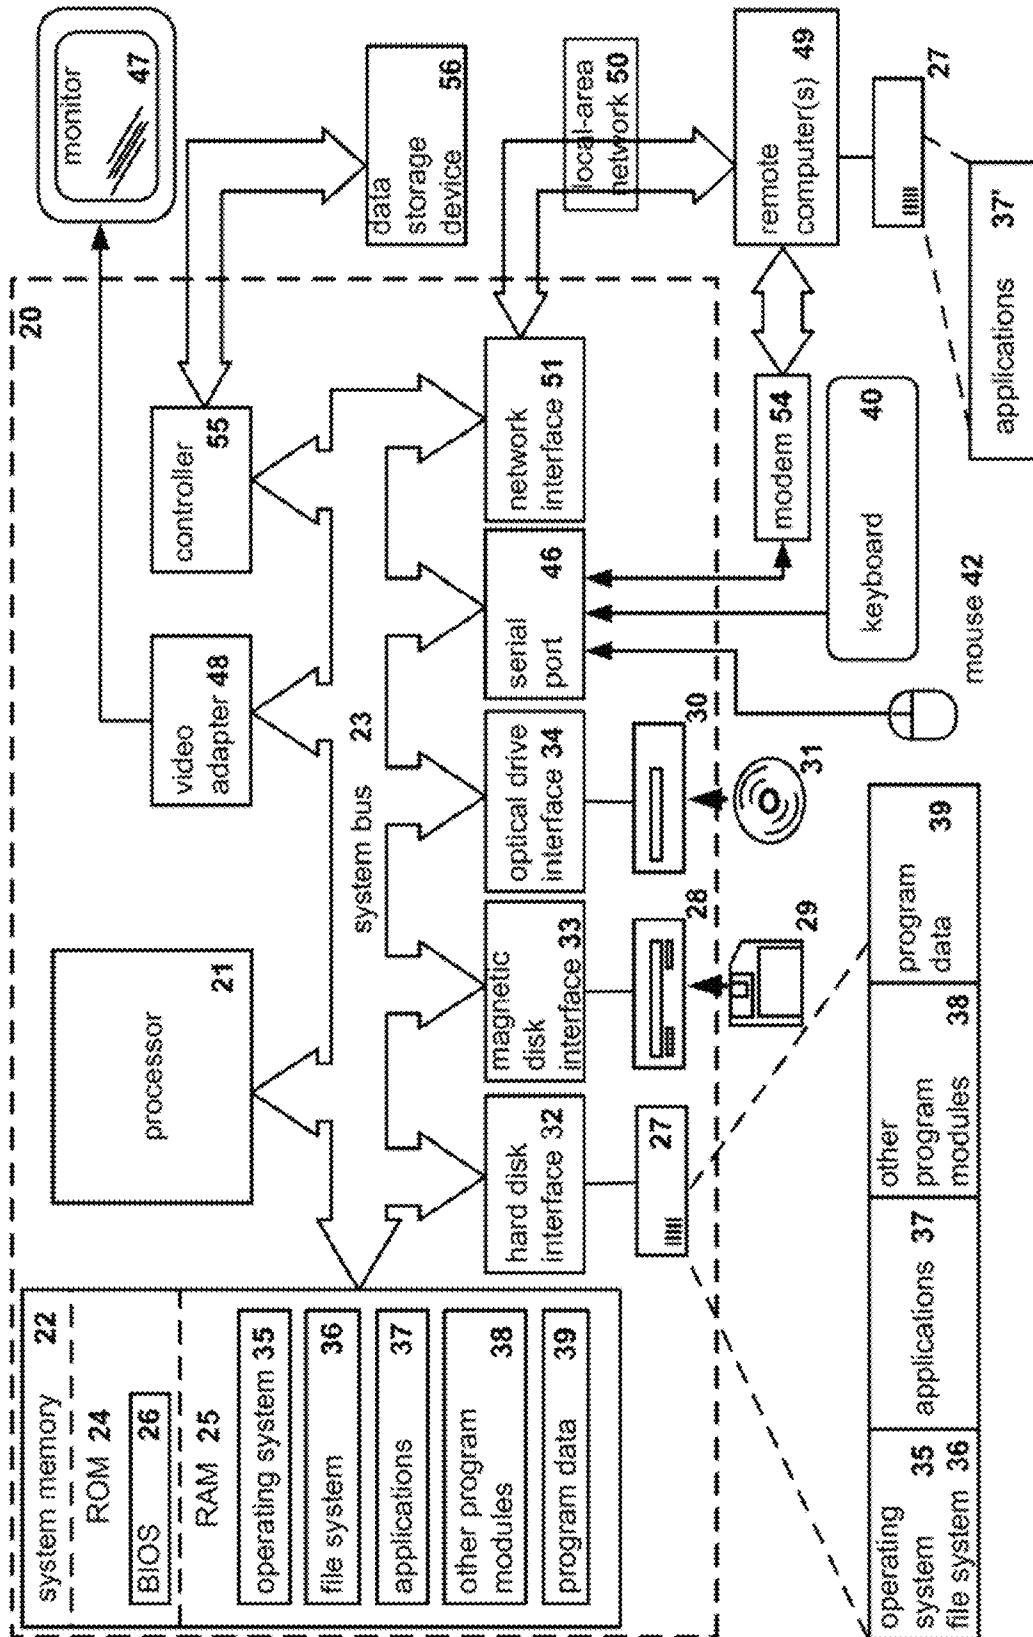 20
system memory 22
ROM 24
BIOS 26
RAM 25
operating system 35
file system 36
applications 37
other program
modules 38
program data 39
processor
21
video
adapter 48
controller
55
monitor
47
system bus 23
data
storage
device
56
hard disk
interface 32
magnetic
disk
interface 33
optical drive
interface 34
serial
port
46
network
interface 51
local-area
network 50
27
28
30
29
31
modem 54
remote
computer(s)
49
27
keyboard
40
mouse 42
applications 37'
operating
system 35
file system 36
applications 37
other
program
modules 38
program
data
39